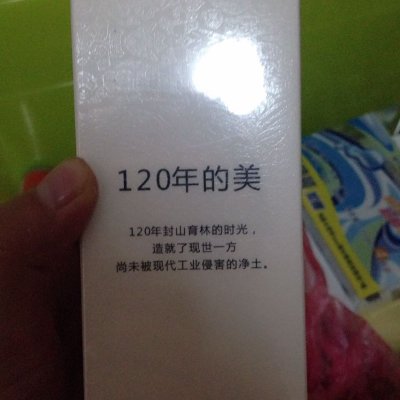 120年的美
120年封山育林的时光，
造就了现世一方
尚未被现代工业侵害的净土。